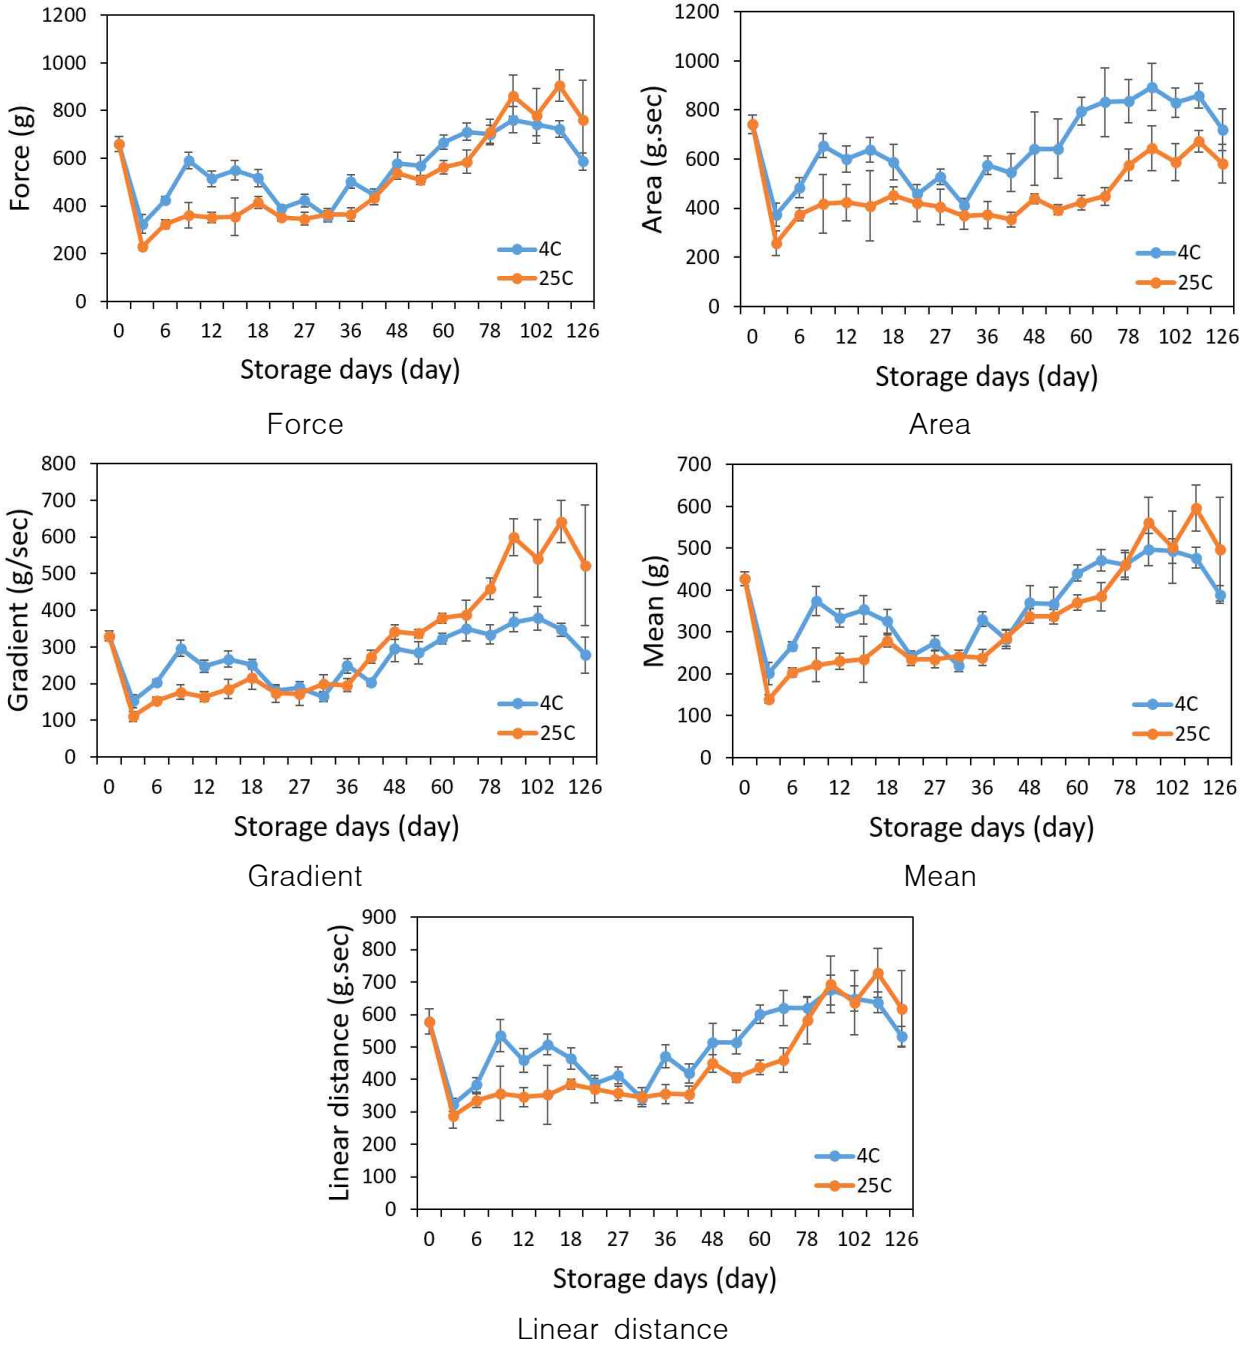 1200
1000
800
600
400
200
0
Force (g)
4C
25C
0 6 12 18 27 36 48 60 78 102 126
Storage days (day)
Force
1200
1000
800
600
400
200
0
Area (g.sec)
4C
25C
0 6 12 18 27 36 48 60 78 102 126
Storage days (day)
Area
800
700
600
500
400
300
200
100
0
Gradient (g/sec)
4C
25C
0 6 12 18 27 36 48 60 78 102 126
Storage days (day)
Gradient
700
600
500
400
300
200
100
0
Mean (g)
4C
25C
0 6 12 18 27 36 48 60 78 102 126
Storage days (day)
Mean
900
800
700
600
500
400
300
200
100
0
Linear distance (g.sec)
4C
25C
0 6 12 18 27 36 48 60 78 102 126
Storage days (day)
Linear distance